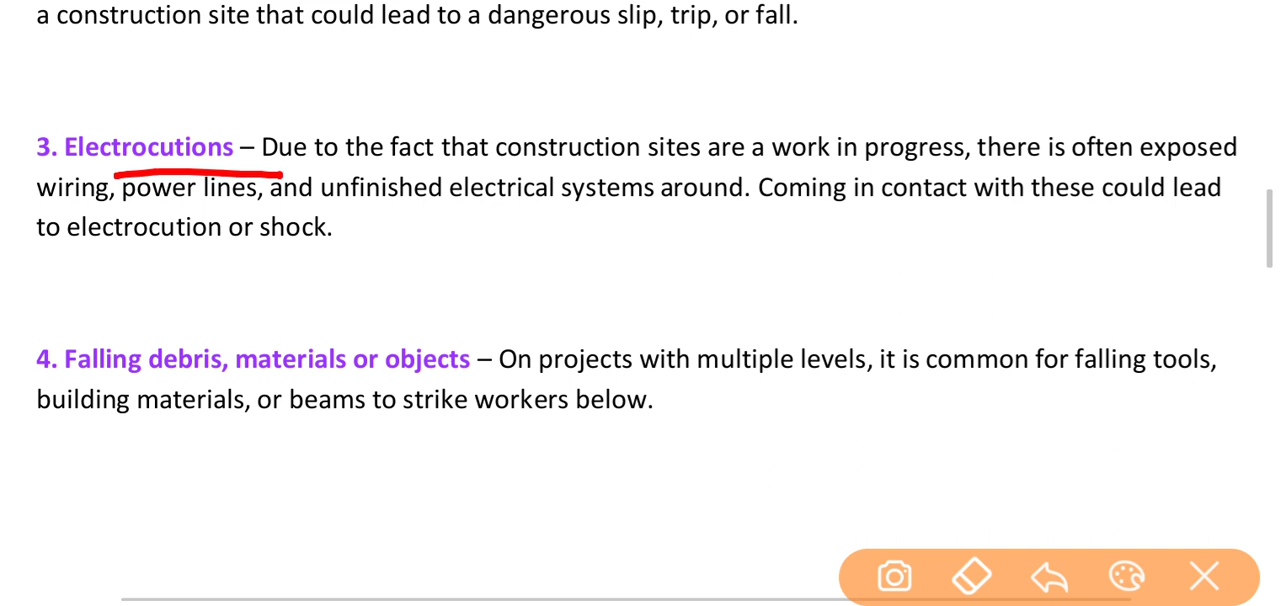 a construction site that could lead to a dangerous slip, trip, or fall.
3. Electrocutions – Due to the fact that construction sites are a work in progress, there is often exposed
wiring, power lines, and unfinished electrical systems around. Coming in contact with these could lead
to electrocution or shock.
4. Falling debris, materials or objects – On projects with multiple levels, it is common for falling tools,
building materials, or beams to strike workers below.